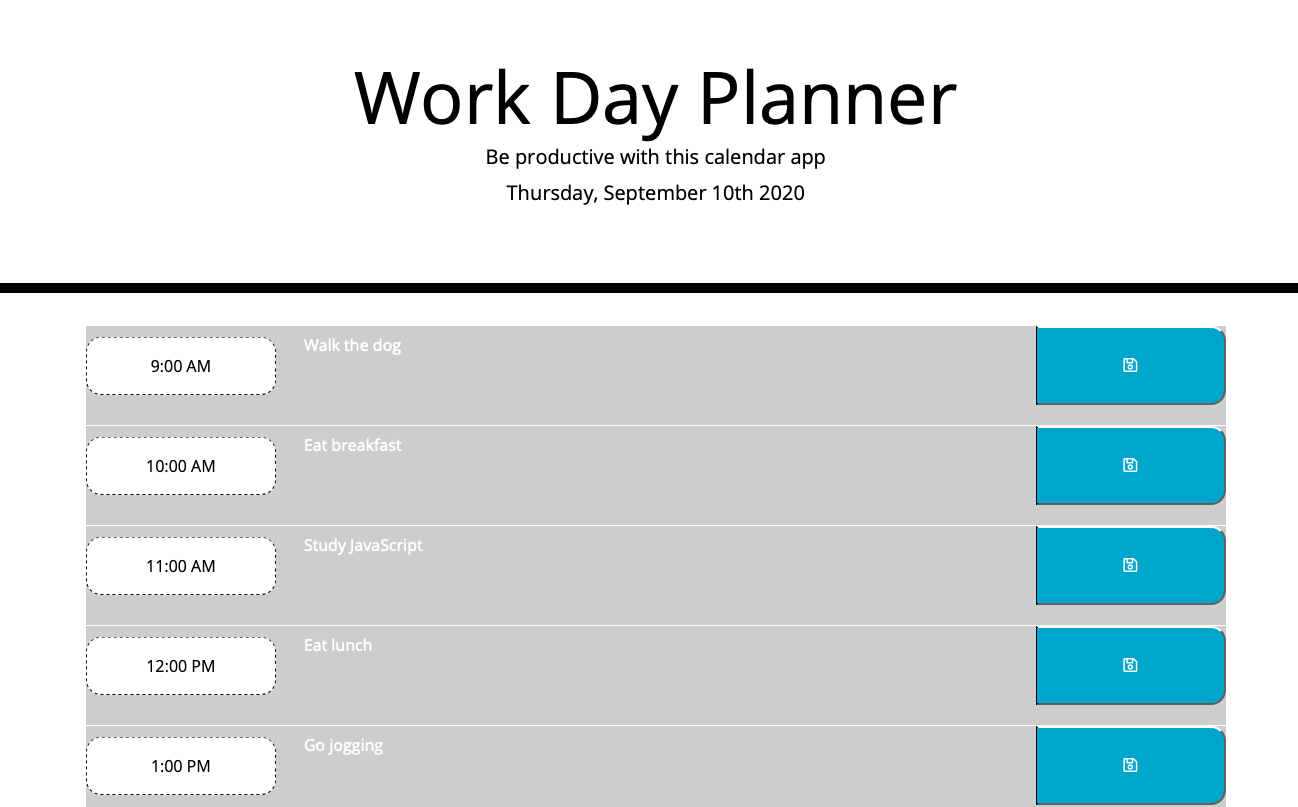 Work Day Planner
Be productive with this calendar app
Thursday, September 10th 2020
9:00 AM
Walk the dog
10:00 AM
Eat breakfast
11:00 AM
Study JavaScript
12:00 PM
Eat lunch
1:00 PM
Go jogging